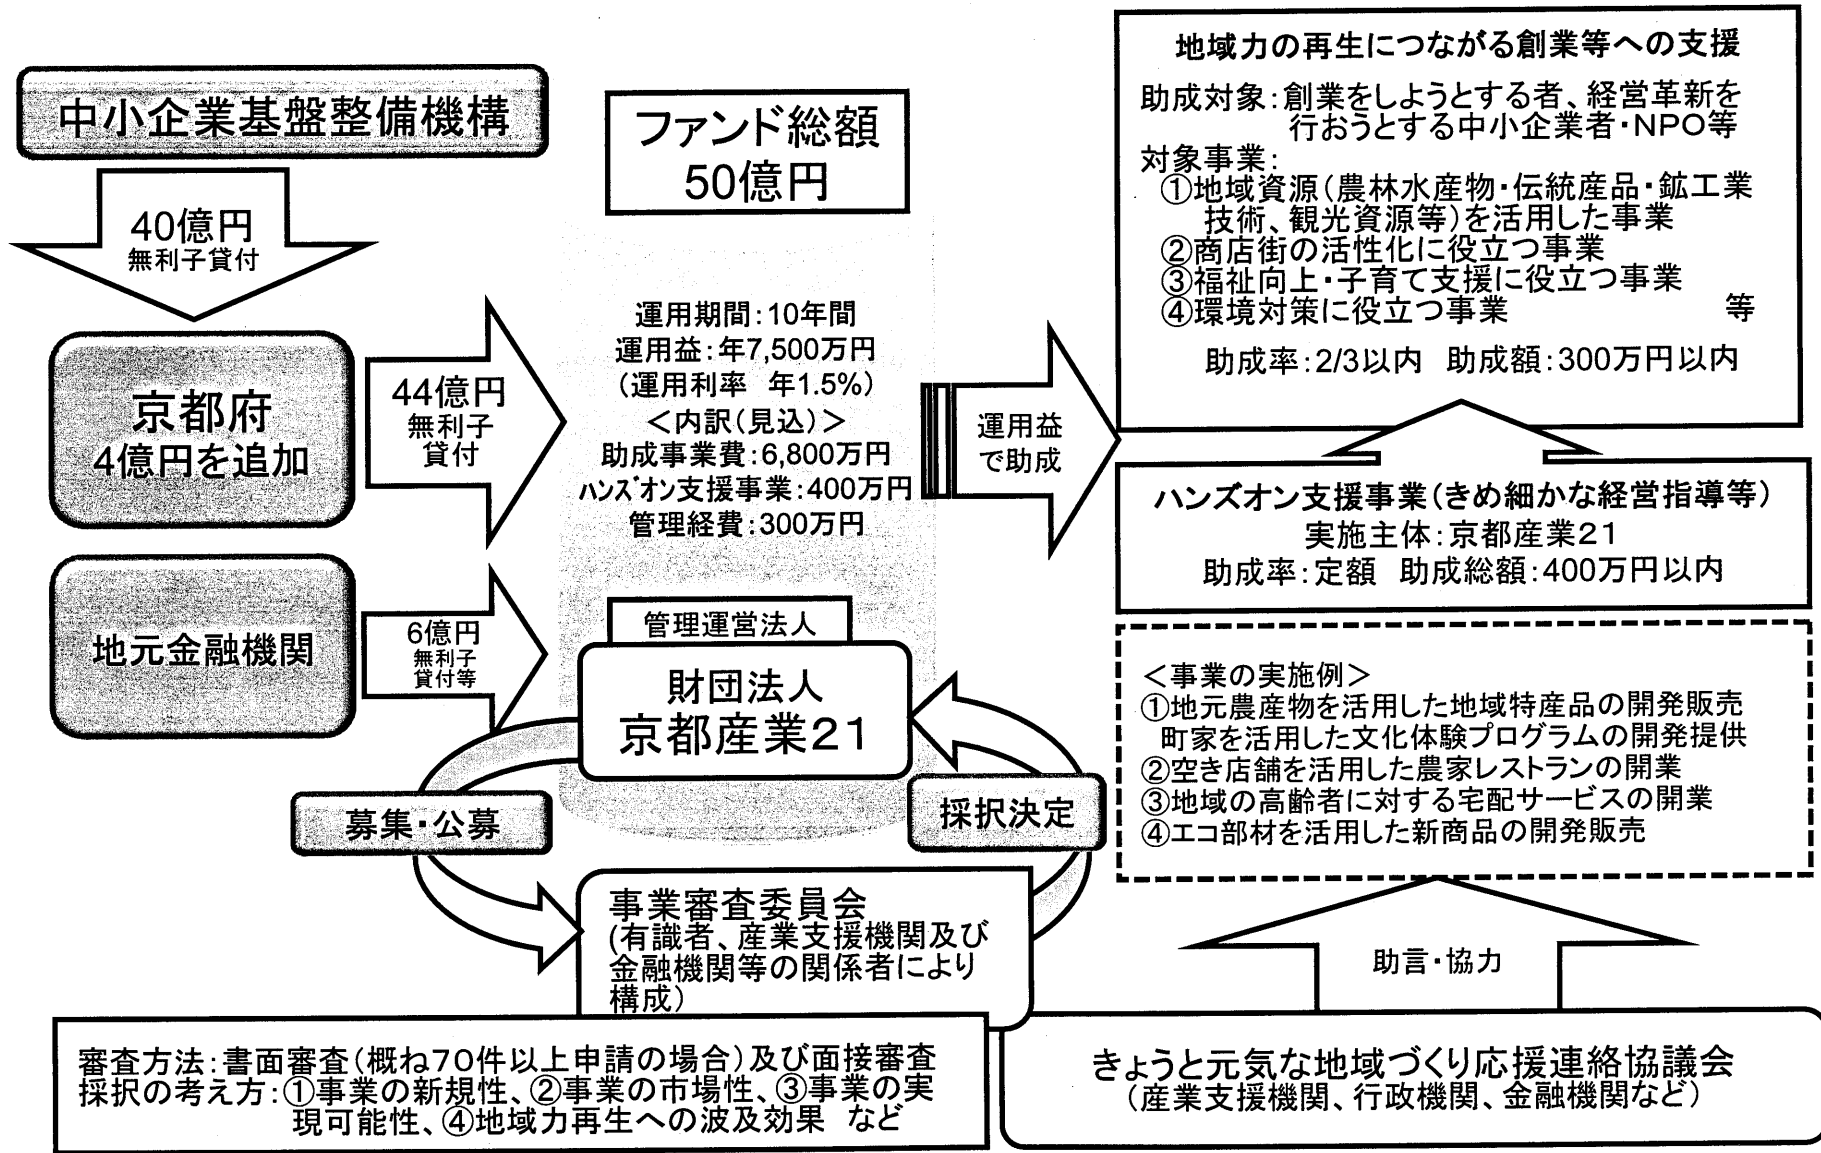 中小企業基盤整備機構
40億円
無利子貸付
京都府
4億円を追加
44億円
無利子
貸付
地元金融機関
6億円
無利子
貸付等
ファンド総額
50億円
運用期間：10年間
運用益：年7,500万円
（運用利率　年1.5%）
＜内訳（見込）＞
助成事業費：6,800万円
ハンズオン支援事業：400万円
管理経費：300万円
管理運営法人
財団法人
京都産業21
募集・公募
採択決定
事業審査委員会
(有識者、産業支援機関及び
金融機関等の関係者により
構成)
審査方法：書面審査（概ね70件以上申請の場合）及び面接審査
採択の考え方：①事業の新規性、②事業の市場性、③事業の実
現可能性、④地域力再生への波及効果　など
運用益
で助成
地域力の再生につながる創業等への支援
助成対象：創業をしようとする者、経営革新を
行おうとする中小企業者・NPO等
対象事業：
①地域資源（農林水産物・伝統産品・鉱工業
技術、観光資源等）を活用した事業
②商店街の活性化に役立つ事業
③福祉向上・子育て支援に役立つ事業
④環境対策に役立つ事業　等
助成率：2/3以内　助成額：300万円以内
ハンズオン支援事業（きめ細かな経営指導等）
実施主体：京都産業21
助成率：定額　助成総額：400万円以内
＜事業の実施例＞
①地元農産物を活用した地域特産品の開発販売
町家を活用した文化体験プログラムの開発提供
②空き店舗を活用した農家レストランの開業
③地域の高齢者に対する宅配サービスの開業
④エコ部材を活用した新商品の開発販売
助言・協力
きょうと元気な地域づくり応援連絡協議会
（産業支援機関、行政機関、金融機関など）